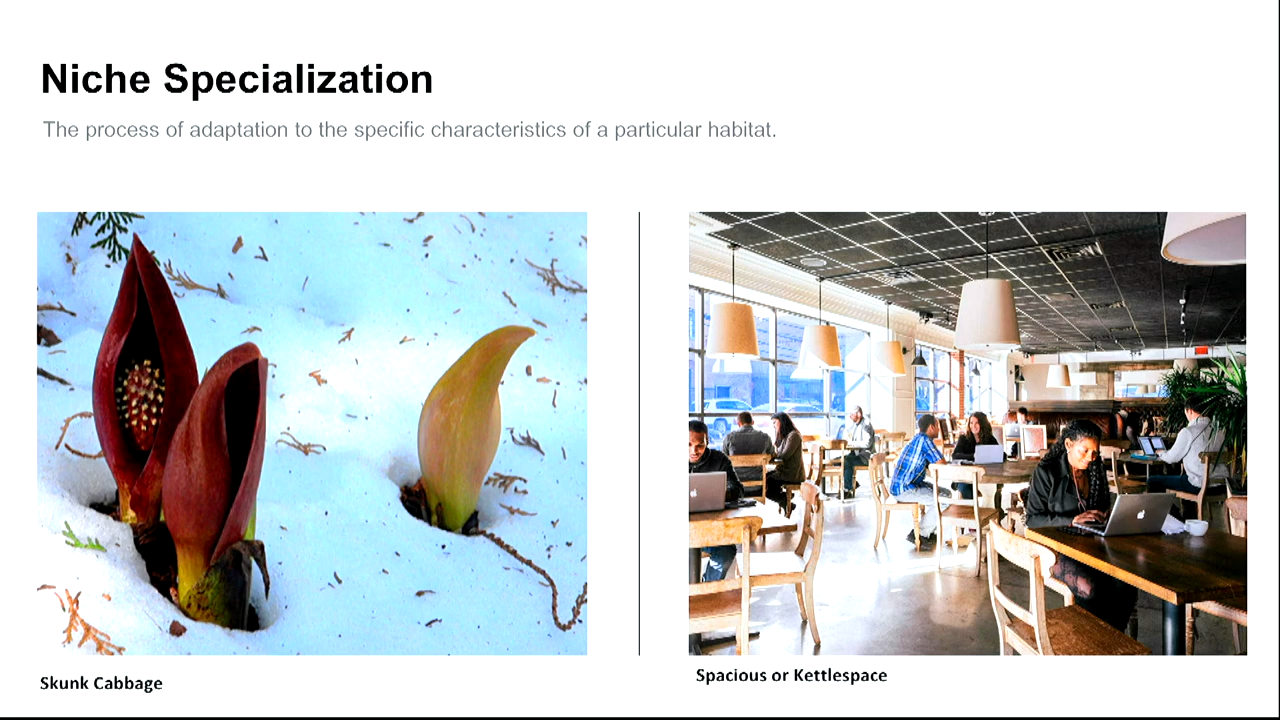 Niche Specialization
The process of adaptation to the specific characteristics of a particular habitat.
Skunk Cabbage
Spacious or Kettlespace